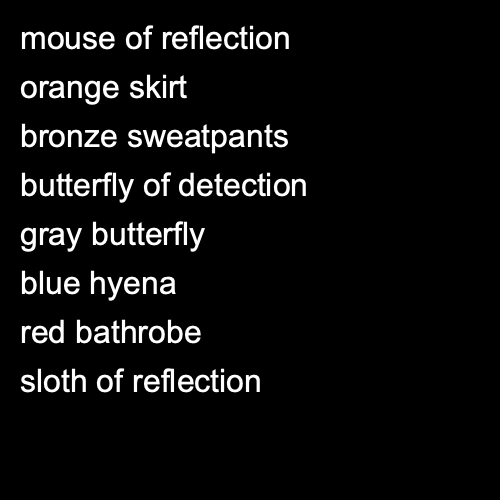 mouse of reflection
orange skirt
bronze sweatpants
butterfly of detection
gray butterfly
blue hyena
red bathrobe
sloth of reflection